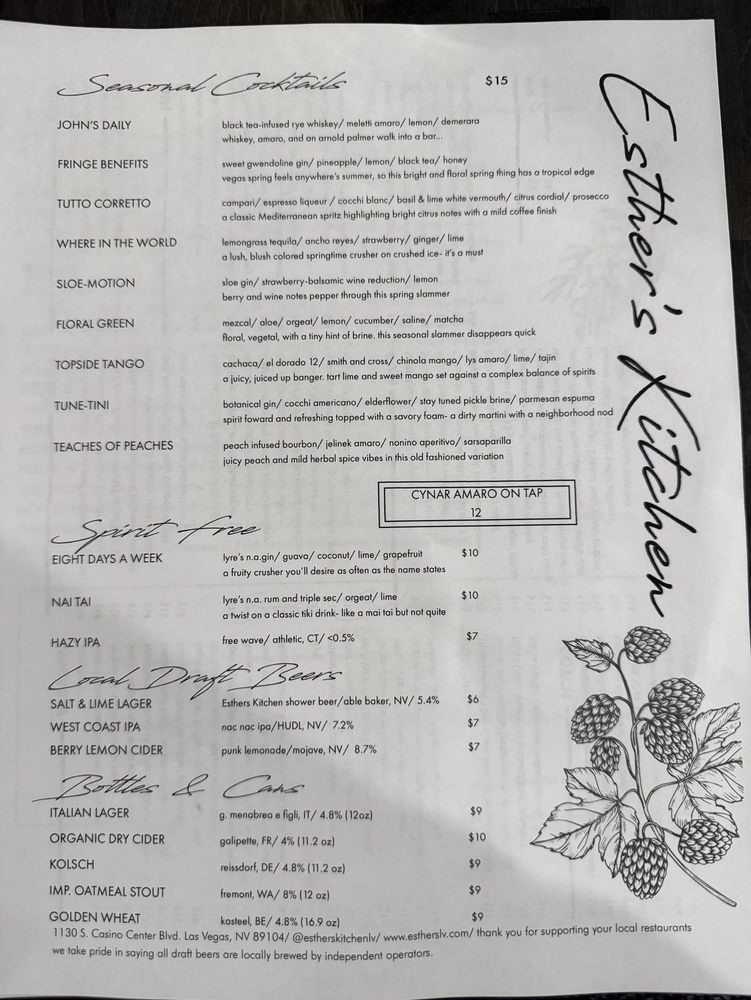 Seasonal Cocktails $15
JOHN'S DAILY black tea-infused rye whiskey/ meletti amaro/ lemon/ demerara
whiskey, amaro, and an arnold palmer walk into a bar...
FRINGE BENEFITS sweet gwendoline gin/ pineapple/ lemon/ black tea/ honey
vegas spring feels anywhere's summer, so this bright and floral spring thing has a tropical edge
TUTTO CORRETTO campari/ espresso liqueur / cocchi blanc/ basil & lime white vermouth/ citrus cordial/ prosecco
a classic Mediterranean spritz highlighting bright citrus notes with a mild coffee finish
WHERE IN THE WORLD lemongrass tequila/ ancho reyes/ strawberry/ ginger/ lime
a lush, blush colored springtime crusher on crushed ice- it's a must
SLOE-MOTION sloe gin/ strawberry-balsamic wine reduction/ lemon
berry and wine notes pepper through this spring slammer
FLORAL GREEN mezcal/ aloe/ orgeat/ lemon/ cucumber/ saline/ matcha
floral, vegetal, with a tiny hint of brine. this seasonal slammer disappears quick
TOPSIDE TANGO cachaca/ el dorado 12/ smith and cross/ chinola mango/ lys amaro/ lime/ tajin
a juicy, juiced up banger. tart lime and sweet mango set against a complex balance of spirits
TUNE-TINI botanical gin/ cocchi americano/ elderflower/ stay tuned pickle brine/ parmesan espuma
spirit foward and refreshing topped with a savory foam- a dirty martini with a neighborhood nod
TEACHES OF PEACHES peach infused bourbon/ jelinek amaro/ nonino aperitivo/ sarsaparilla
juicy peach and mild herbal spice vibes in this old fashioned variation
CYNAR AMARO ON TAP
12
Spirit Free
EIGHT DAYS A WEEK lyre's n.a.gin/ guava/ coconut/ lime/ grapefruit $10
a fruity crusher you'll desire as often as the name states
NAI TAI lyre's n.a. rum and triple sec/ orgeat/ lime $10
a twist on a classic tiki drink- like a mai tai but not quite
HAZY IPA free wave/ athletic, CT/ <0.5% $7
Local Draft Beers
SALT & LIME LAGER Esthers Kitchen shower beer/able baker, NV/ 5.4% $6
WEST COAST IPA nac nac ipa/HUDL, NV/ 7.2% $7
BERRY LEMON CIDER punk lemonade/mojave, NV/ 8.7% $7
Bottles & Cans
ITALIAN LAGER g. menabrea e figli, IT/ 4.8% (12oz) $9
ORGANIC DRY CIDER galipette, FR/ 4% (11.2 oz) $10
KOLSCH reissdorf, DE/ 4.8% (11.2 oz) $9
IMP. OATMEAL STOUT fremont, WA/ 8% (12 oz) $9
GOLDEN WHEAT kasteel, BE/ 4.8% (16.9 oz) $9
1130 S. Casino Center Blvd. Las Vegas, NV 89104/ @estherskitchenlv/ www.estherslv.com/ thank you for supporting your local restaurants
we take pride in saying all draft beers are locally brewed by independent operators.
Esther's Kitchen